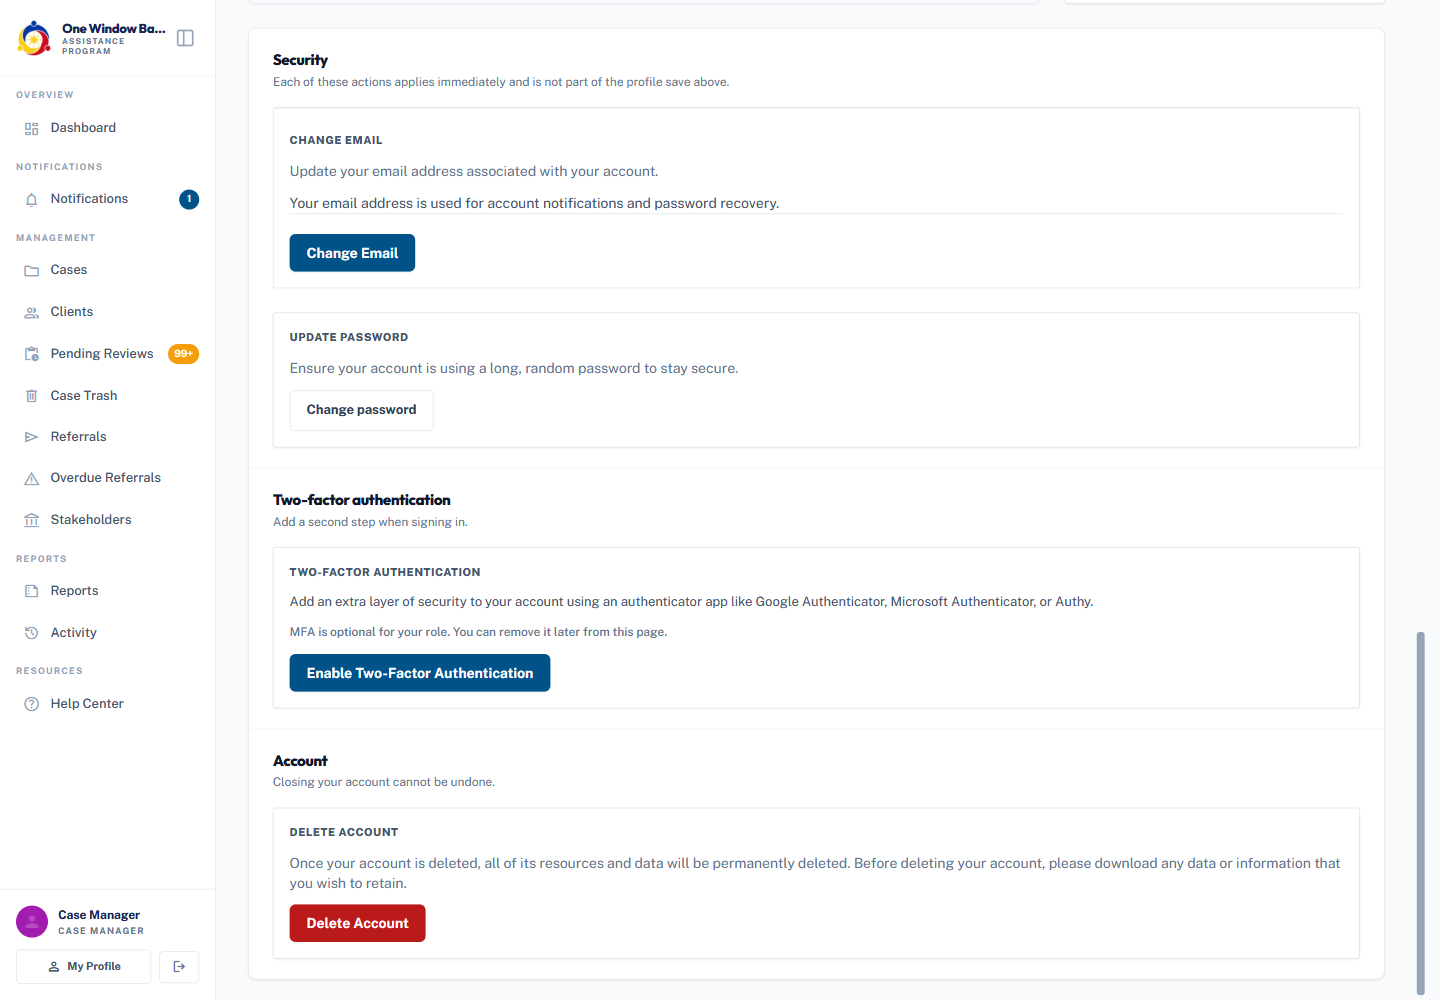 One Window Ba...
ASSISTANCE
PROGRAM
OVERVIEW
Dashboard
NOTIFICATIONS
Notifications
1
MANAGEMENT
Cases
Clients
Pending Reviews
99+
Case Trash
Referrals
Overdue Referrals
Stakeholders
REPORTS
Reports
Activity
RESOURCES
Help Center
Case Manager
CASE MANAGER
My Profile
Security
Each of these actions applies immediately and is not part of the profile save above.
CHANGE EMAIL
Update your email address associated with your account.
Your email address is used for account notifications and password recovery.
Change Email
UPDATE PASSWORD
Ensure your account is using a long, random password to stay secure.
Change password
Two-factor authentication
Add a second step when signing in.
TWO-FACTOR AUTHENTICATION
Add an extra layer of security to your account using an authenticator app like Google Authenticator, Microsoft Authenticator, or Authy.
MFA is optional for your role. You can remove it later from this page.
Enable Two-Factor Authentication
Account
Closing your account cannot be undone.
DELETE ACCOUNT
Once your account is deleted, all of its resources and data will be permanently deleted. Before deleting your account, please download any data or information that
you wish to retain.
Delete Account